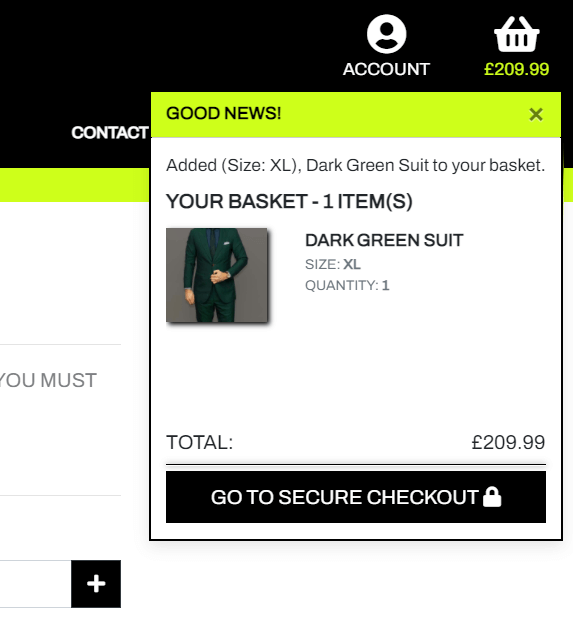 ACCOUNT
£209.99
CONTACT
GOOD NEWS!
×
Added (Size: XL), Dark Green Suit to your basket.
YOUR BASKET - 1 ITEM(S)
DARK GREEN SUIT
SIZE: XL
QUANTITY: 1
YOU MUST
TOTAL: £209.99
GO TO SECURE CHECKOUT
+